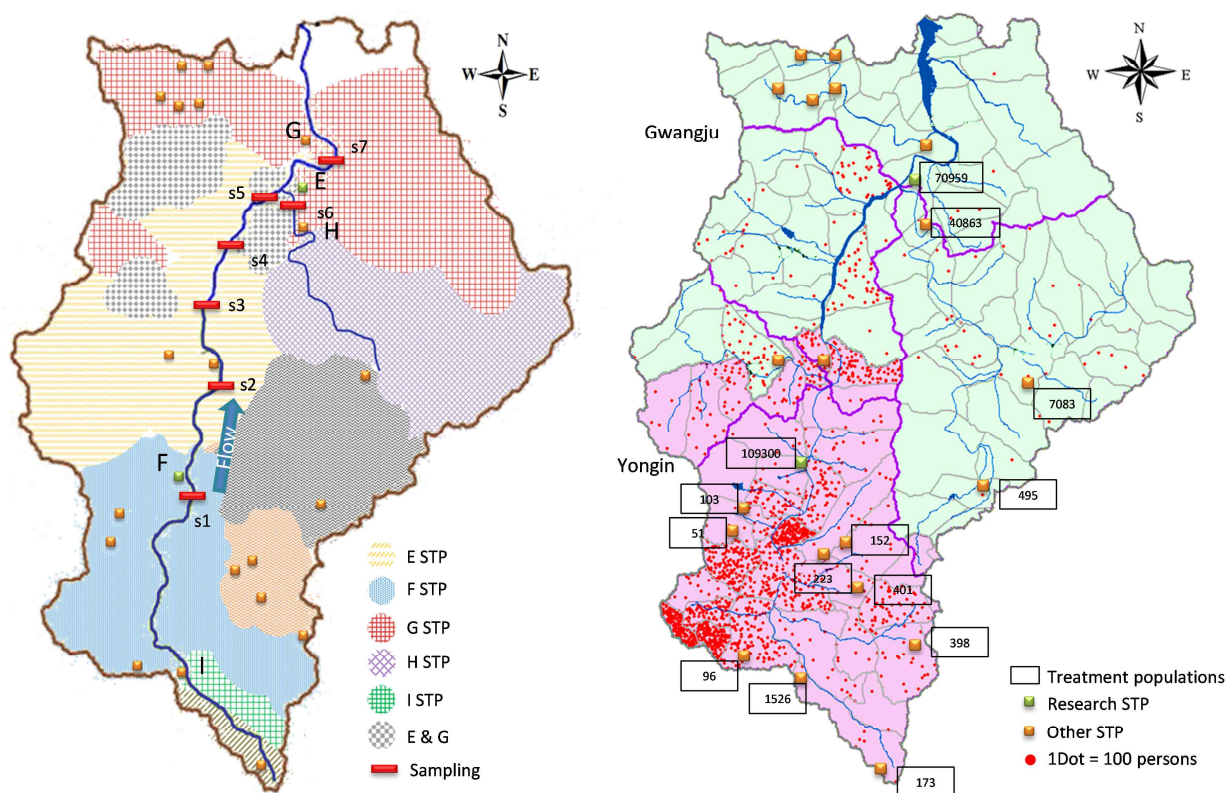 N
W E
S
G
s7
E
s5
s6
H
s4
s3
s2
Flow
F
s1
I
E STP
F STP
G STP
H STP
I STP
E & G
Sampling
N
W E
S
Gwangju
70959
40863
7083
Yongin
109300
103
495
51
152
223
401
398
96
1526
173
Treatment populations
Research STP
Other STP
1Dot = 100 persons